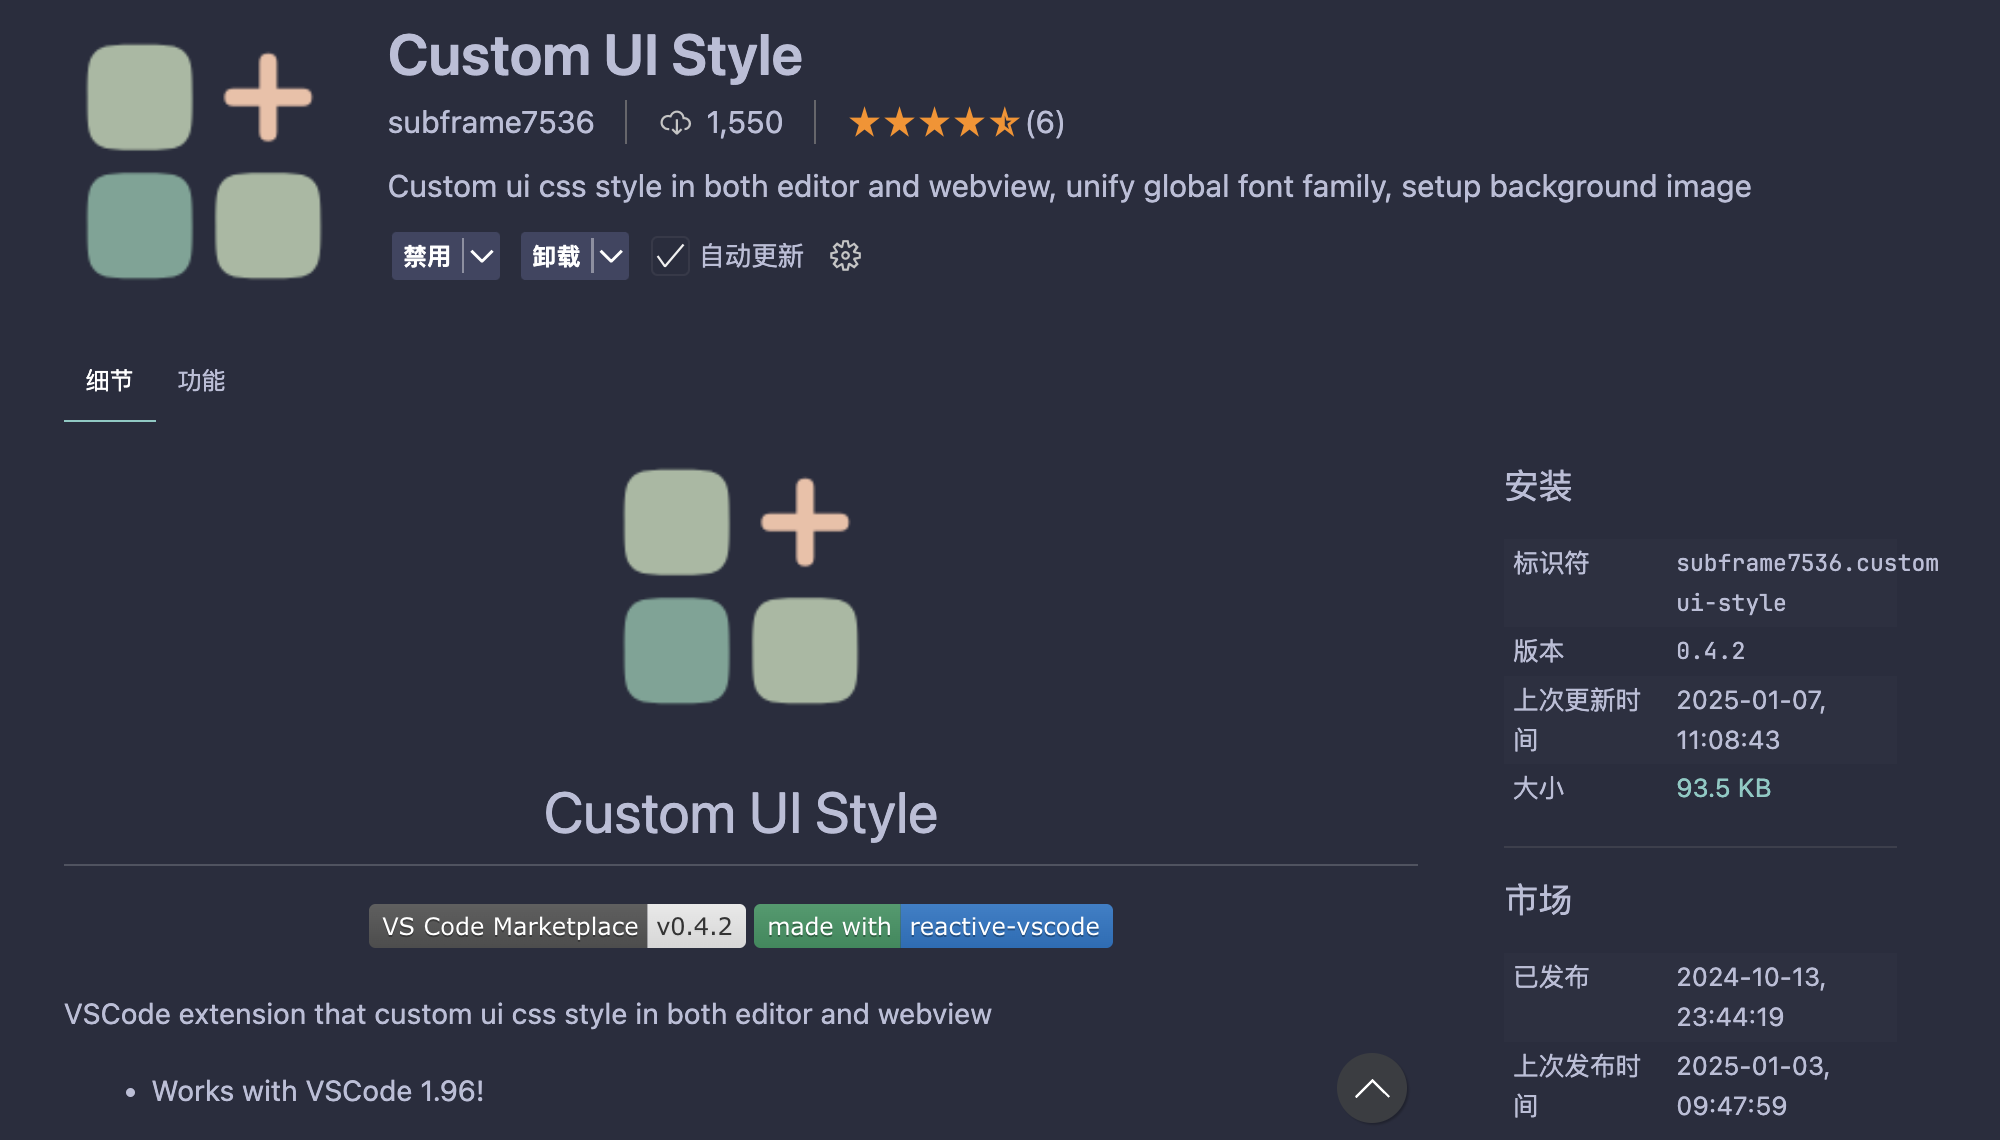 Custom UI Style
subframe7536
1,550
(6)
Custom ui css style in both editor and webview, unify global font family, setup background image
禁用
卸载
自动更新
细节
功能
Custom UI Style
VS Code Marketplace v0.4.2
made with reactive-vscode
VSCode extension that custom ui css style in both editor and webview
• Works with VSCode 1.96!
安装
标识符
subframe7536.custom
ui-style
版本
0.4.2
上次更新时
间
2025-01-07,
11:08:43
大小
93.5 KB
市场
已发布
2024-10-13,
23:44:19
上次发布时
间
2025-01-03,
09:47:59